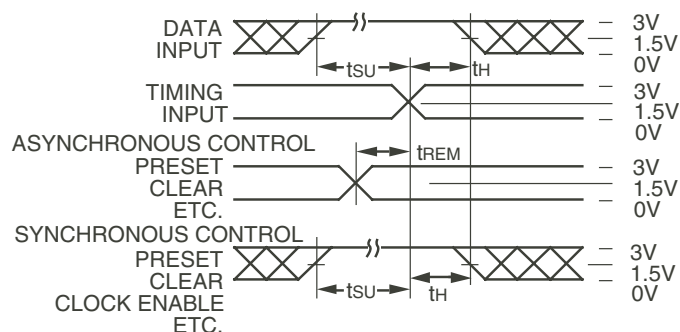 DATA
INPUT
tSU
tH
3V
1.5V
0V
TIMING
INPUT
3V
1.5V
0V
ASYNCHRONOUS CONTROL
PRESET
CLEAR
ETC.
tREM
3V
1.5V
0V
SYNCHRONOUS CONTROL
PRESET
CLEAR
CLOCK ENABLE
ETC.
tSU
tH
3V
1.5V
0V